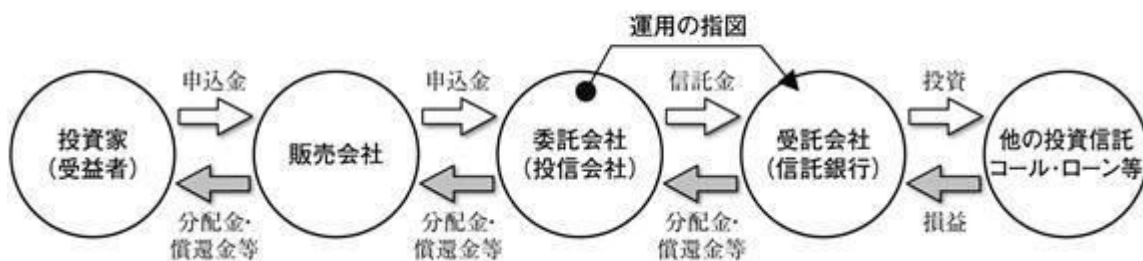 運用の指図
申込金
申込金
信託金
投資
投資家
(受益者)
販売会社
委託会社
(投信会社)
受託会社
(信託銀行)
他の投資信託
コール・ローン等
分配金・
償還金等
分配金・
償還金等
分配金・
償還金等
損益